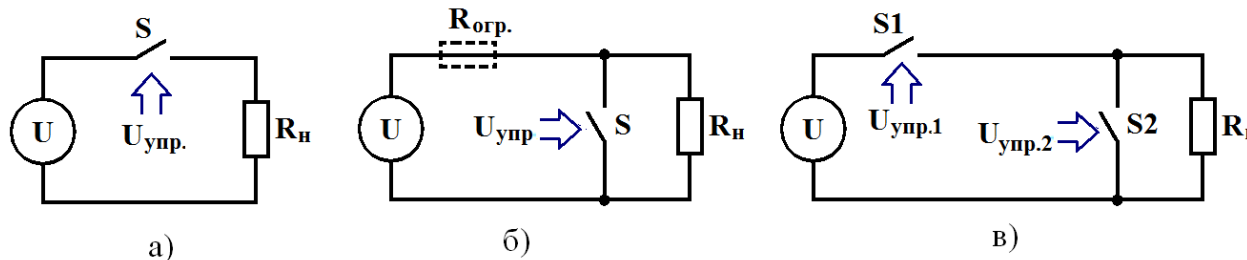 S
U
Uупр.
Rн
а)
Rогр.
U
Uупр
S
Rн
б)
S1
U
Uупр.1
Uупр.2
S2
R
в)